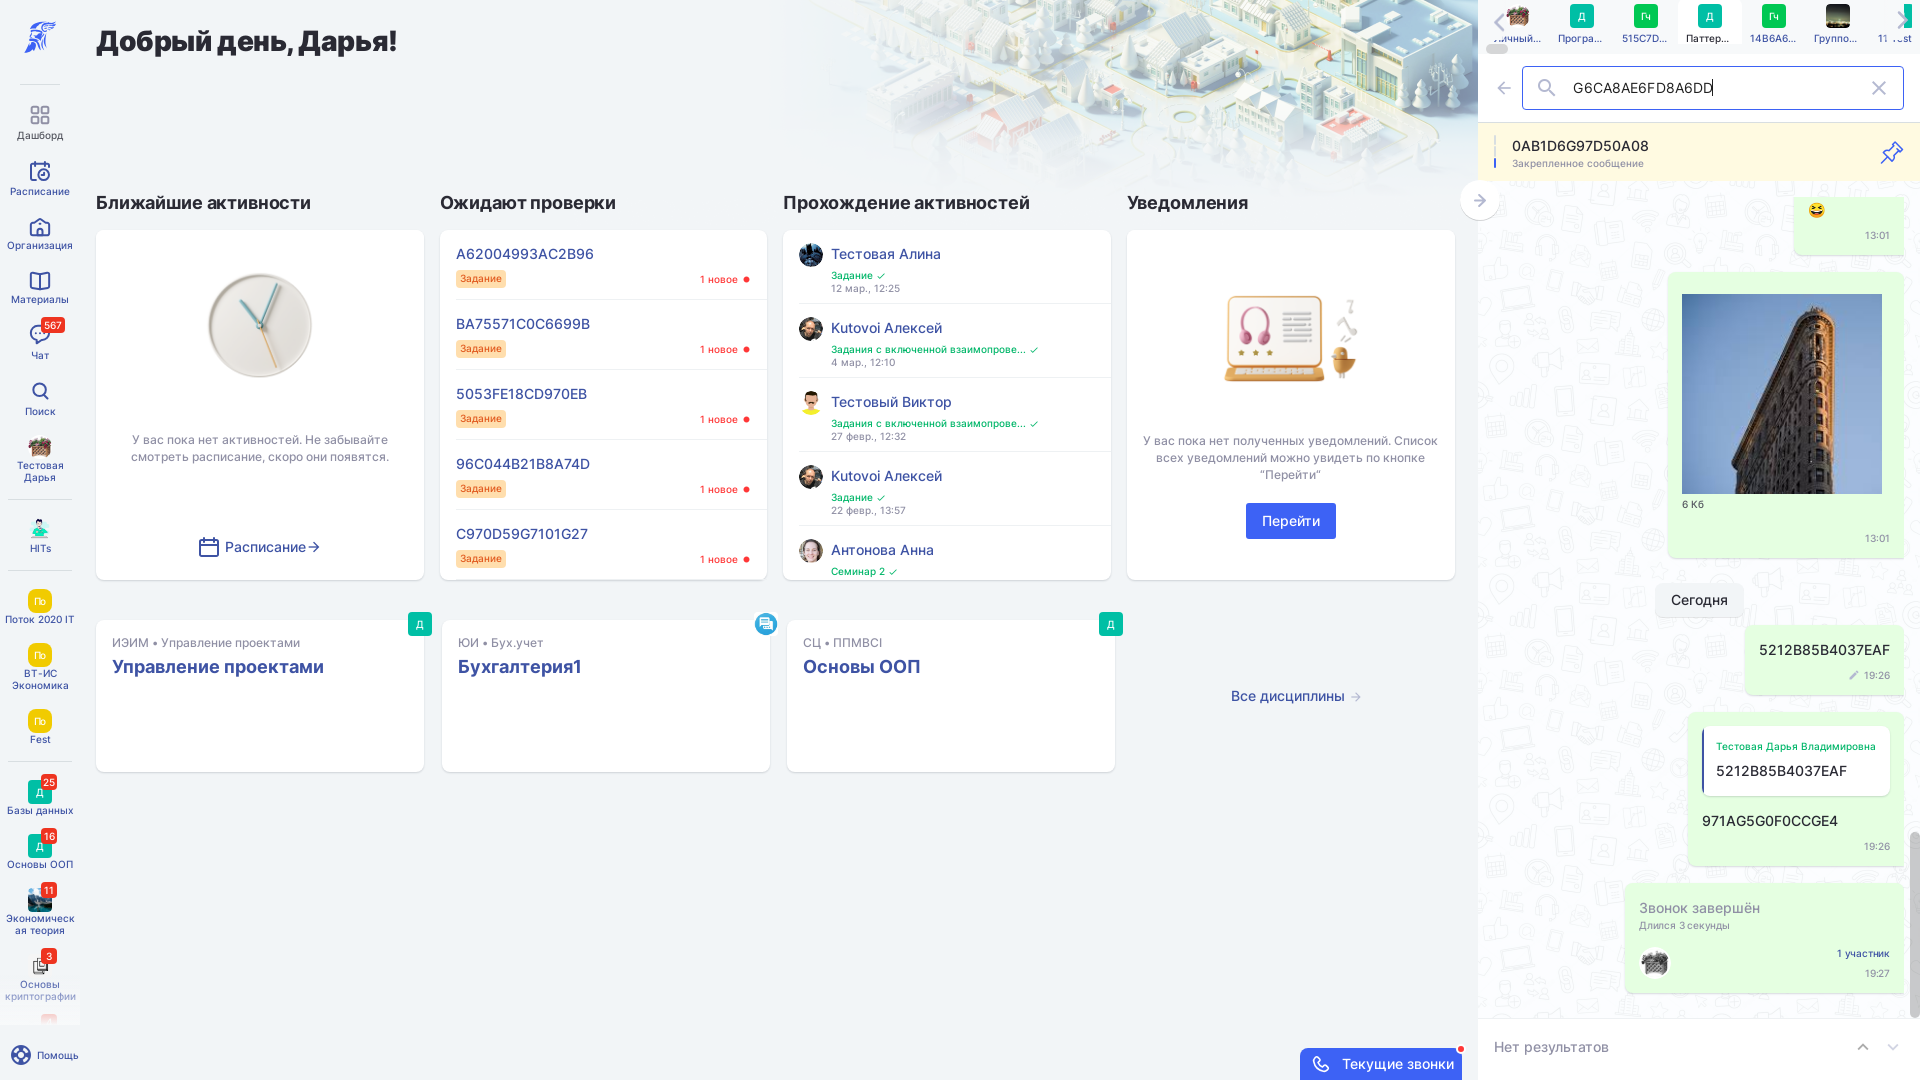 Дашборд
Расписание
Организация
Материалы
567
Чат
Поиск
Тестовая
Дарья
HITs
По
Поток 2020 IT
По
ВТ-ИС
Экономика
По
Fest
25
Д
Базы данных
16
Д
Основы ООП
11
Экономическ
ая теория
3
Основы
криптографии
Помощь
Добрый день, Дарья!
Ближайшие активности
У вас пока нет активностей. Не забывайте
смотреть расписание, скоро они появятся.
Расписание
Ожидают проверки
A62004993AC2B96
Задание
1 новое
BA75571C0C6699B
Задание
1 новое
5053FE18CD970EB
Задание
1 новое
96C044B21B8A74D
Задание
1 новое
C970D59G7101G27
Задание
1 новое
Прохождение активностей
Тестовая Алина
Задание
12 мар., 12:25
Kutovoi Алексей
Задания с включенной взаимопрове...
4 мар., 12:10
Тестовый Виктор
Задания с включенной взаимопрове...
27 февр., 12:32
Kutovoi Алексей
Задание
22 февр., 13:57
Антонова Анна
Семинар 2
Уведомления
У вас пока нет полученных уведомлений. Список
всех уведомлений можно увидеть по кнопке
“Перейти”
Перейти
Д
ИЭИМ • Управление проектами
Управление проектами
ЮИ • Бух.учет
Бухгалтерия1
Д
СЦ • ППМВСІ
Основы ООП
Все дисциплины
Текущие звонки
Личный...
Д
Програ...
Гч
515C7D...
Д
Паттер...
Гч
14B6A6...
Группо...
G6CA8AE6FD8A6DD
0AB1D6G97D50A08
Закрепленное сообщение
13:01
6 Кб
13:01
Сегодня
5212B85B4037EAF
19:26
Тестовая Дарья Владимировна
5212B85B4037EAF
971AG5G0F0CCGE4
19:26
Звонок завершён
Длился 3 секунды
1 участник
19:27
Нет результатов